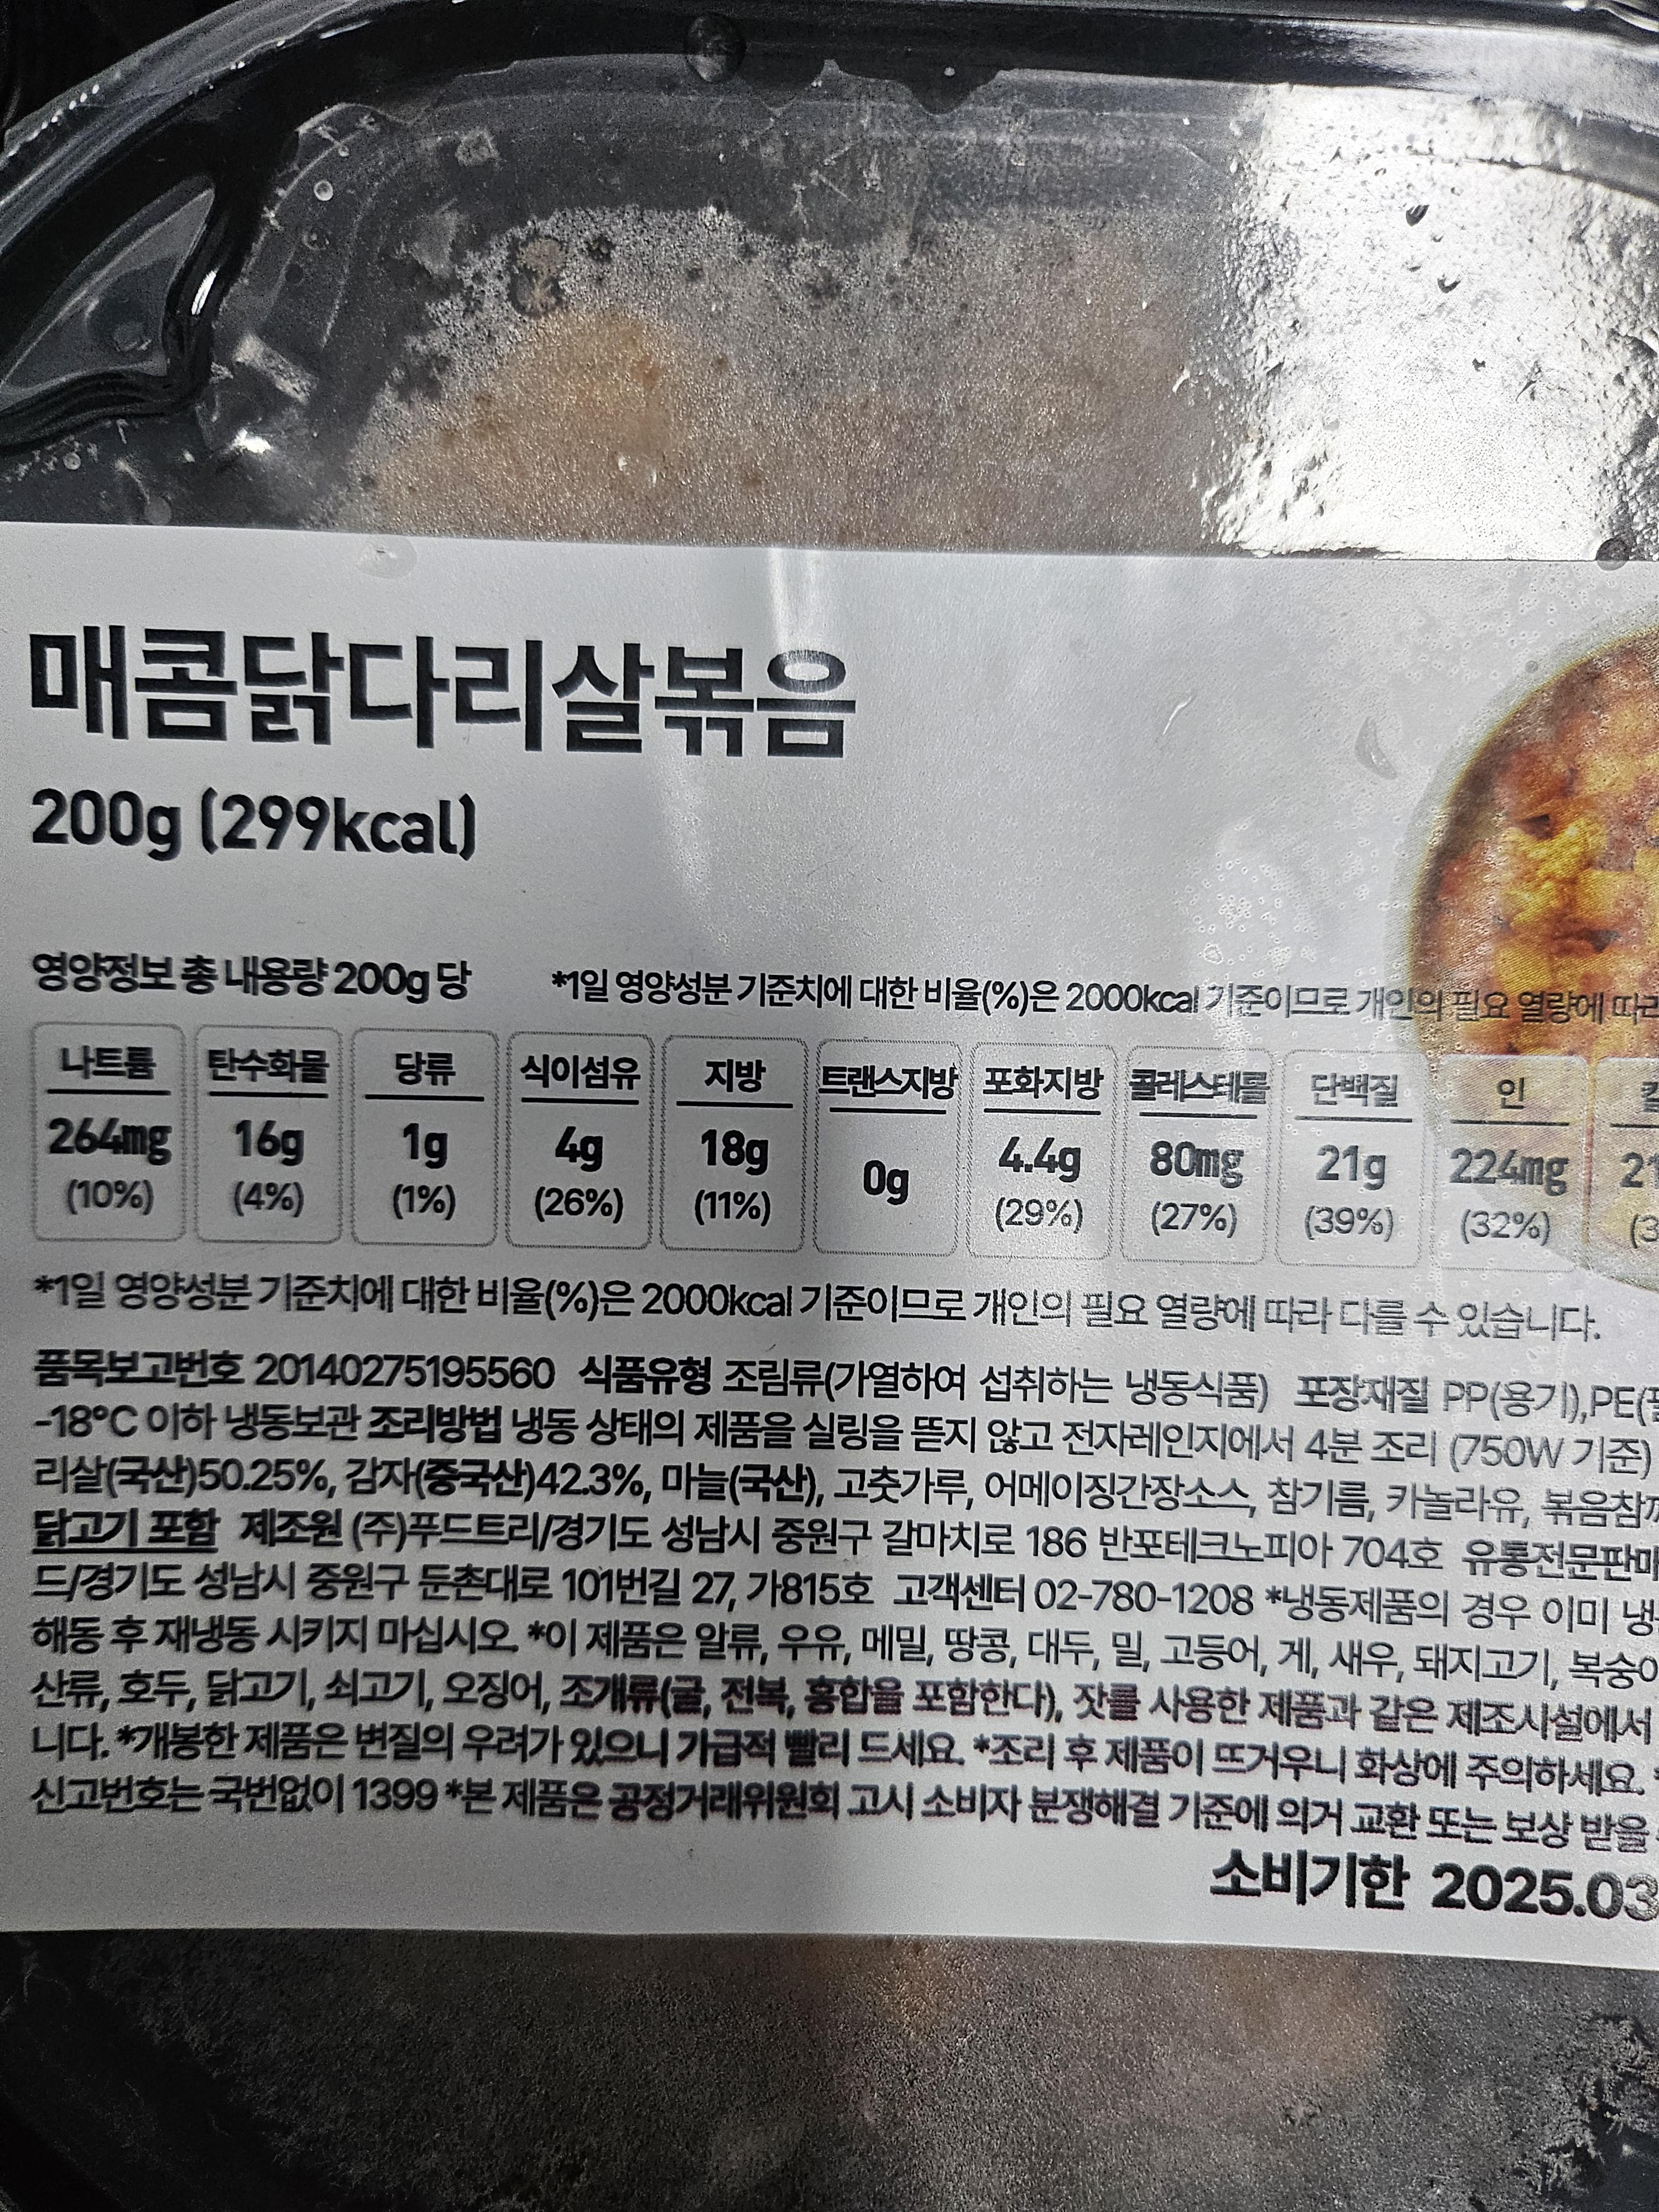 매콤닭다리살볶음
200g (299kcal)
영양정보 총 내용량 200g 당 *1일 영양성분 기준치에 대한 비율(%)은 2000kcal 기준이므로 개인의 필요 열량에 따라
나트륨 탄수화물 당류 식이섬유 지방 트랜스지방 포화지방 콜레스테롤 단백질 인
264mg 16g 1g 4g 18g 0g 4.4g 80mg 21g 224mg
(10%) (4%) (1%) (26%) (11%) (29%) (27%) (39%) (32%)
*1일 영양성분 기준치에 대한 비율(%)은 2000kcal 기준이므로 개인의 필요 열량에 따라 다를 수 있습니다.
품목보고번호 20140275195560 식품유형 조림류(가열하여 섭취하는 냉동식품) 포장재질 PP(용기),PE(
-18°C 이하 냉동보관 조리방법 냉동 상태의 제품을 실링을 뜯지 않고 전자레인지에서 4분 조리 (750W 기준)
리살(국산)50.25%, 감자(중국산)42.3%, 마늘(국산), 고춧가루, 어메이징간장소스, 참기름, 카놀라유, 볶음참
닭고기 포함 제조원 (주)푸드트리/경기도 성남시 중원구 갈마치로 186 반포테크노피아 704호 유통전문판매
드/경기도 성남시 중원구 둔촌대로 101번길 27, 가815호 고객센터 02-780-1208 *냉동제품의 경우 이미 냉
해동 후 재냉동 시키지 마십시오. *이 제품은 알류, 우유, 메밀, 땅콩, 대두, 밀, 고등어, 게, 새우, 돼지고기, 복숭아
산류, 호두, 닭고기, 쇠고기, 오징어, 조개류(굴, 전복, 홍합을 포함한다), 잣를 사용한 제품과 같은 제조시설에서
니다. *개봉한 제품은 변질의 우려가 있으니 가급적 빨리 드세요. *조리 후 제품이 뜨거우니 화상에 주의하세요.
신고번호는 국번없이 1399 *본 제품은 공정거래위원회 고시 소비자 분쟁해결 기준에 의거 교환 또는 보상 받을
소비기한 2025.03